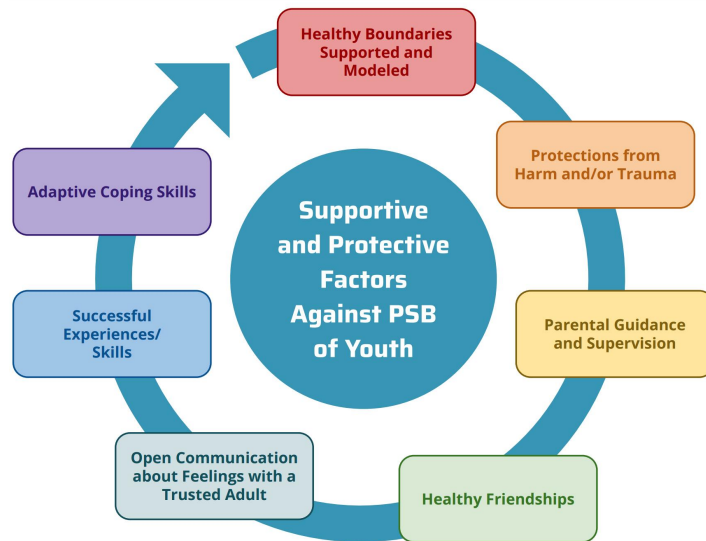 Healthy Boundaries
Supported and
Modeled
Protections from
Harm and/or Trauma
Parental Guidance
and Supervision
Healthy Friendships
Open Communication
about Feelings with a
Trusted Adult
Successful
Experiences/
Skills
Adaptive Coping Skills
Supportive
and Protective
Factors
Against PSB
of Youth